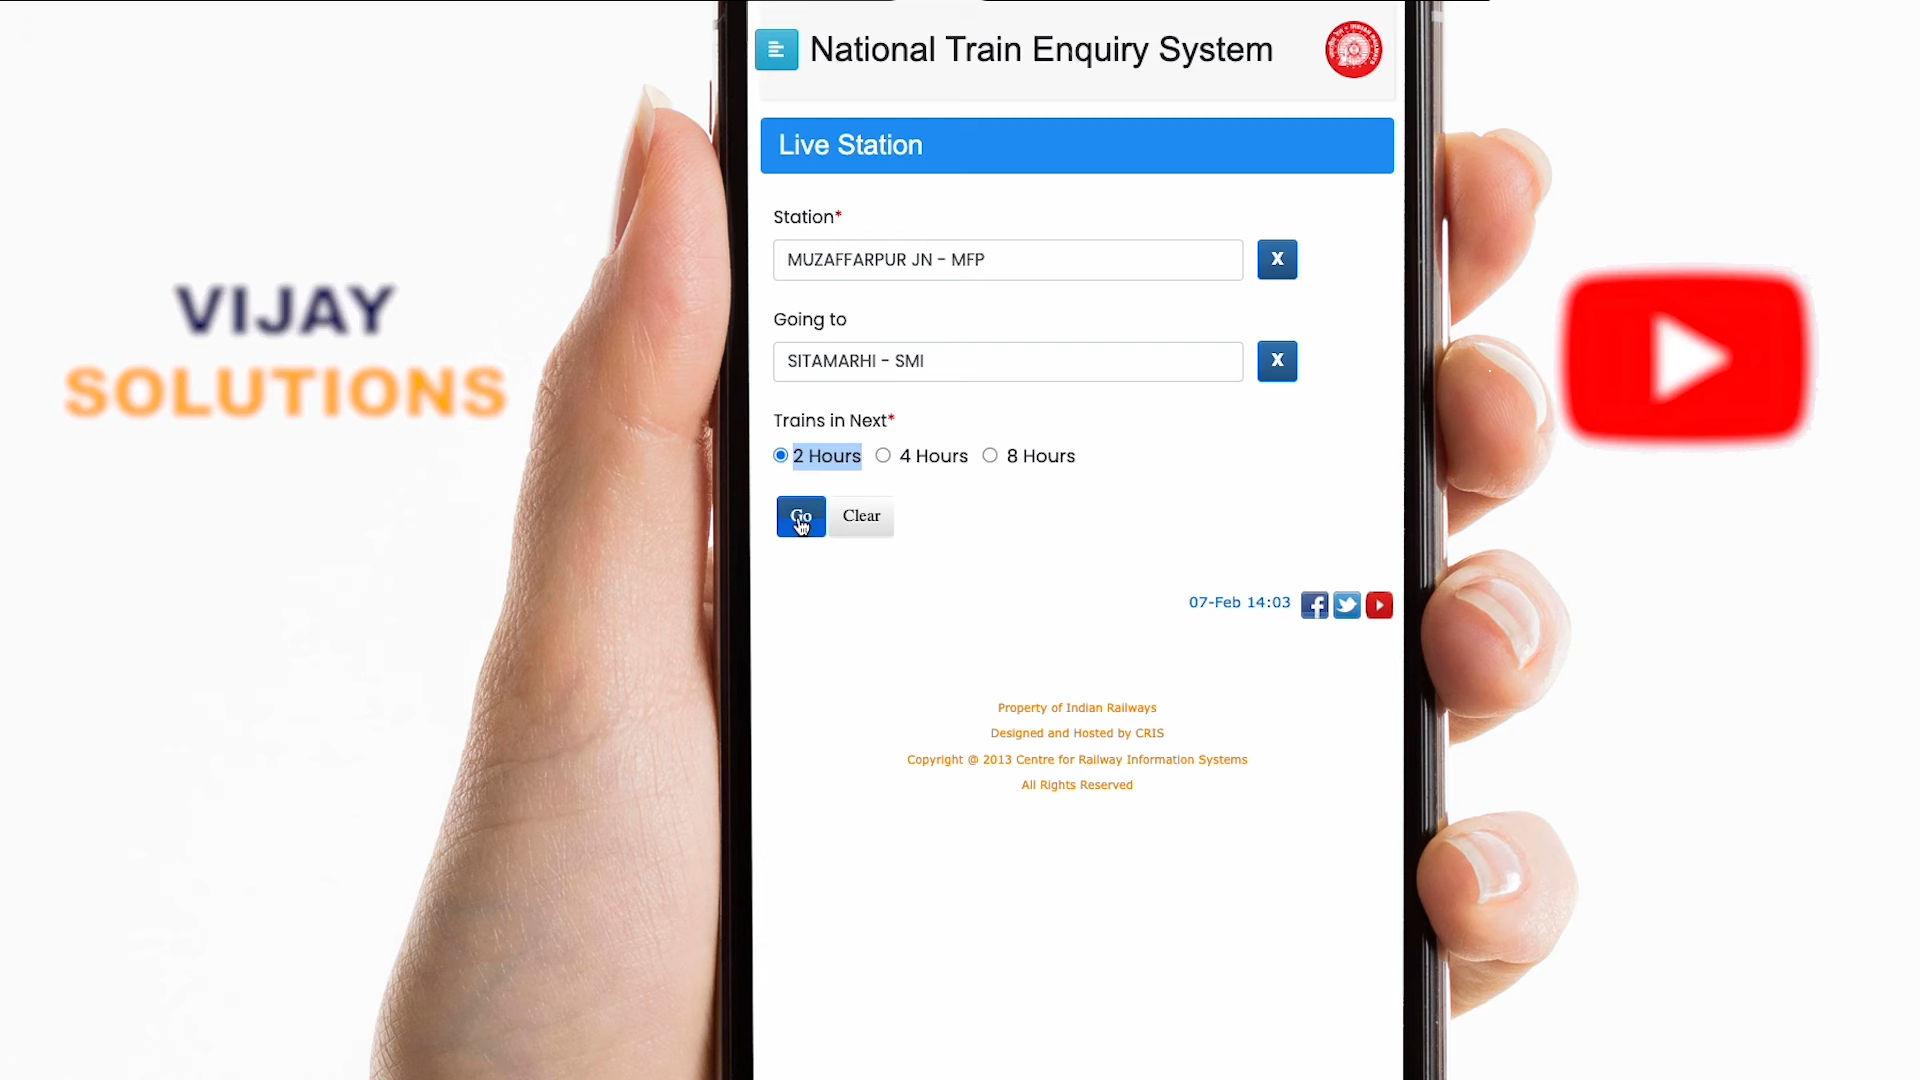 National Train Enquiry System
Live Station
Station*
MUZAFFARPUR JN - MFP
X
Going to
SITAMARHI - SMI
X
Trains in Next*
2 Hours 4 Hours 8 Hours
Go Clear
07-Feb 14:03
Property of Indian Railways
Designed and Hosted by CRIS
Copyright @ 2013 Centre for Railway Information Systems
All Rights Reserved
VIJAY
SOLUTIONS